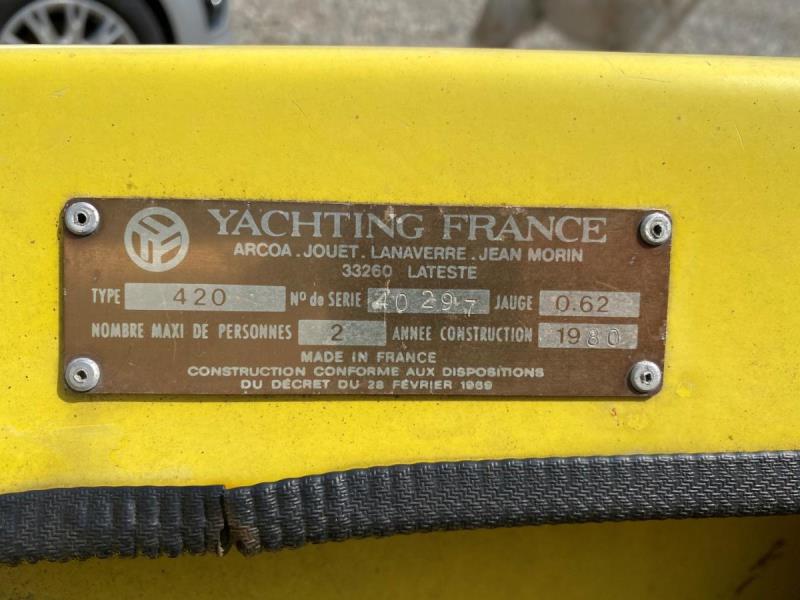 YACHTING FRANCE
ARCOA . JOUET . LANAVERRE . JEAN MORIN
33260 LATESTE
TYPE 420 Nº de SERIE 40297 JAUGE 0.62
NOMBRE MAXI DE PERSONNES 2 ANNEE CONSTRUCTION 1980
MADE IN FRANCE
CONSTRUCTION CONFORME AUX DISPOSITIONS
DU DÉCRET DU 28 FÉVRIER 1969